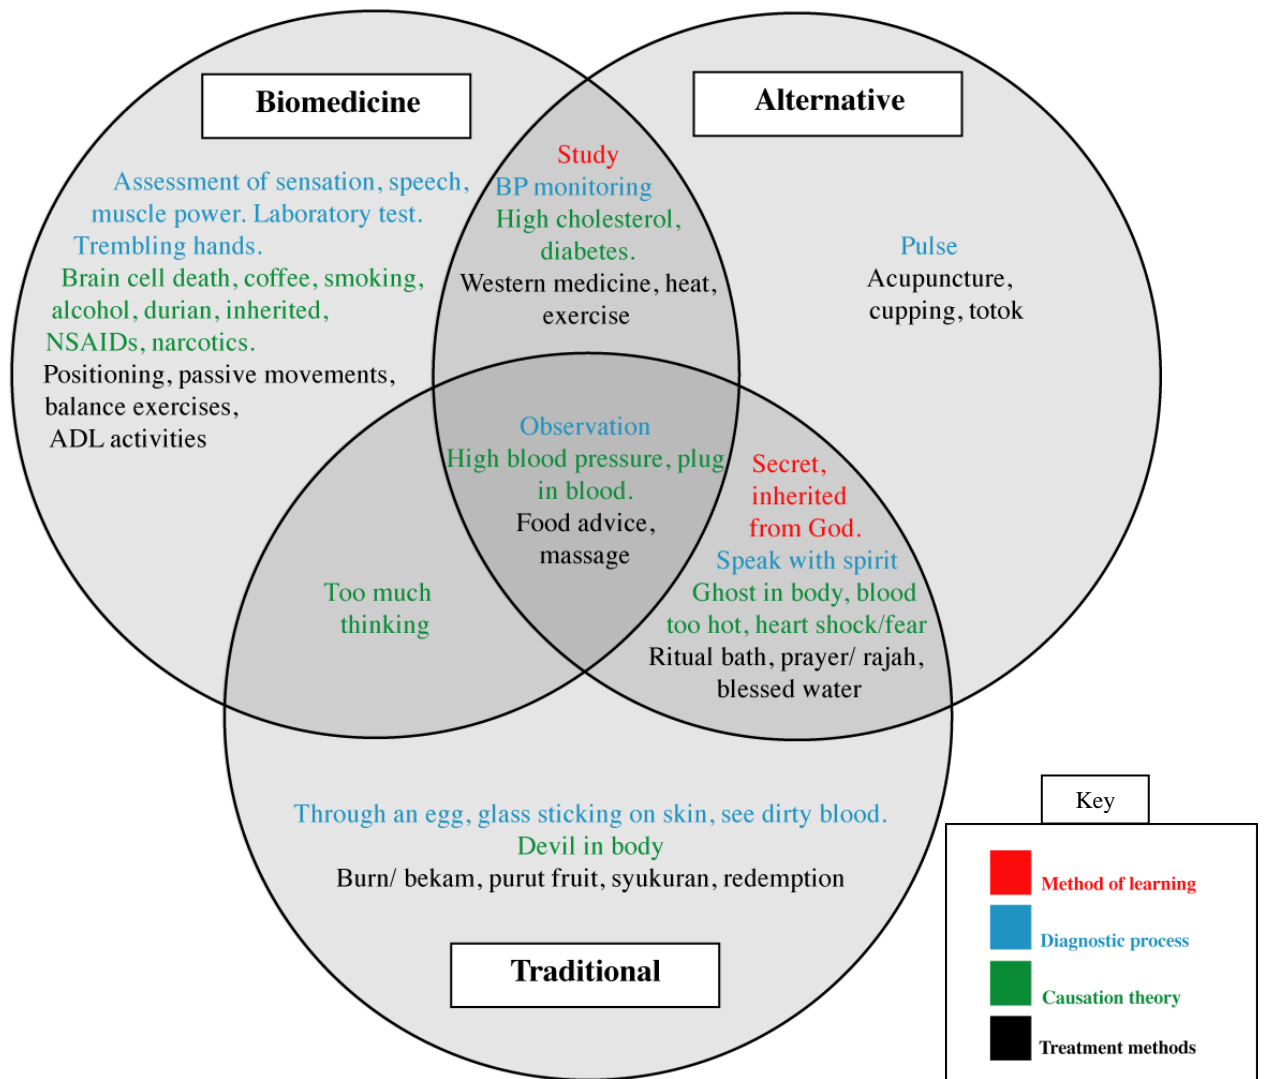 Biomedicine
Alternative
Assessment of sensation, speech,
muscle power. Laboratory test.
Trembling hands.
Brain cell death, coffee, smoking,
alcohol, durian, inherited,
NSAIDs, narcotics.
Positioning, passive movements,
balance exercises,
ADL activities
Study
BP monitoring
High cholesterol,
diabetes.
Western medicine, heat,
exercise
Pulse
Acupuncture,
cupping, totok
Observation
High blood pressure, plug
in blood.
Food advice,
massage
Secret,
inherited
from God.
Speak with spirit
Ghost in body, blood
too hot, heart shock/fear
Ritual bath, prayer/ rajah,
blessed water
Too much
thinking
Through an egg, glass sticking on skin, see dirty blood.
Devil in body
Burn/ bekam, purut fruit, syukuran, redemption
Traditional
Key
Method of learning
Diagnostic process
Causation theory
Treatment methods